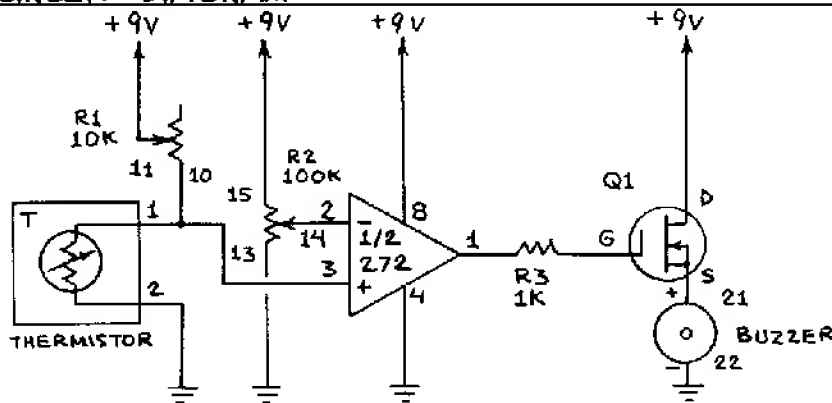 +9V +9V +9V +9V
R1
10K
11 10
R2
100K
15
13 14
2
3
-
+
1/2
272
8
4
1
R3
1K
Q1
G
D
S
T
1
2
THERMISTOR
+ 21
BUZZER
- 22